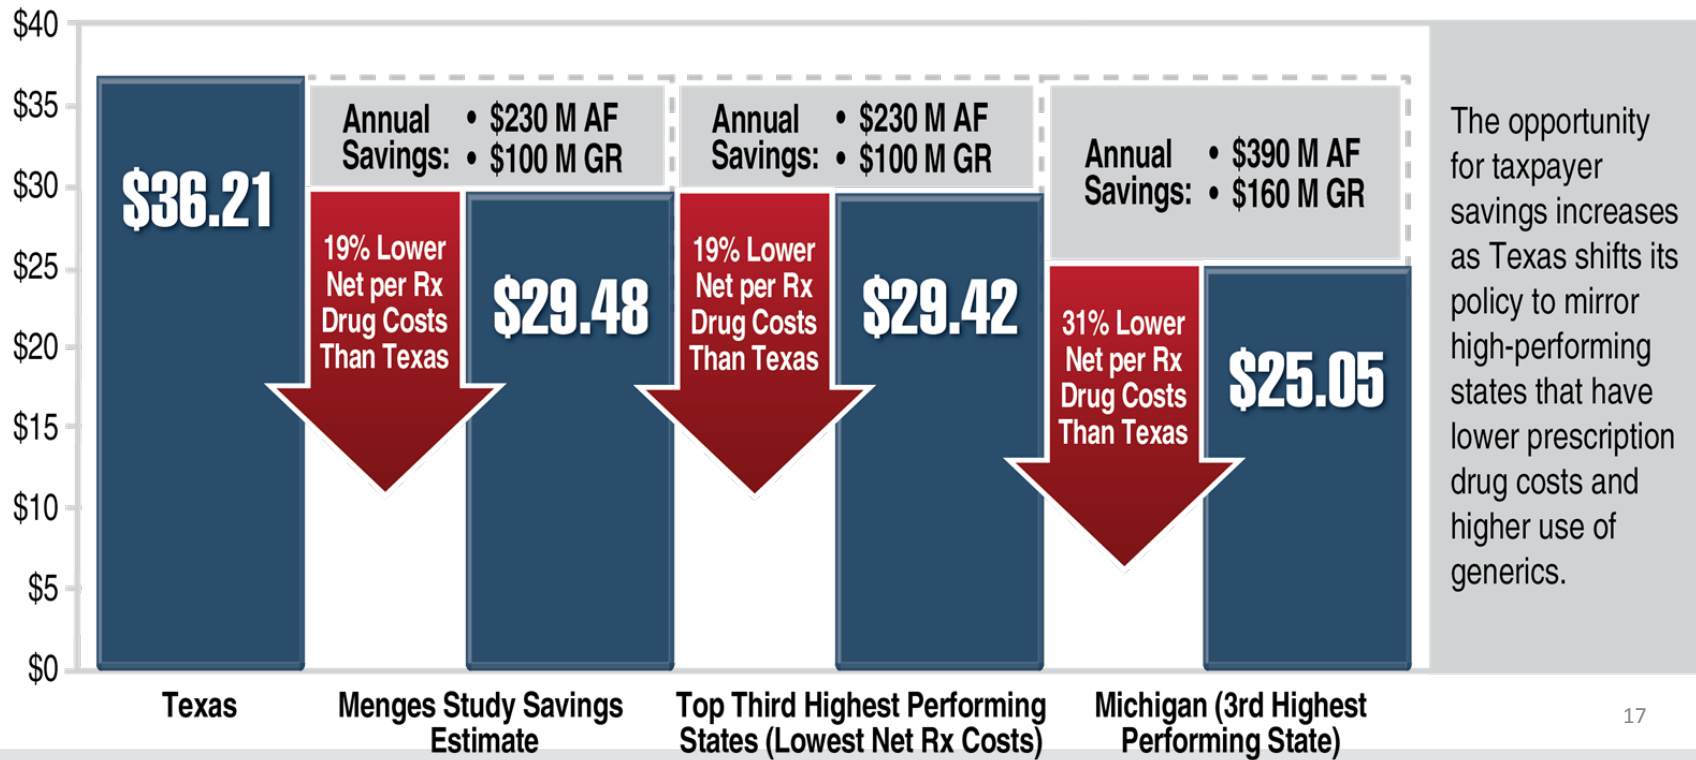 $40
$35
$30
$25
$20
$15
$10
$5
$0
$36.21
Annual Savings:
• $230 M AF
• $100 M GR
19% Lower
Net per Rx
Drug Costs
Than Texas
$29.48
Annual Savings:
• $230 M AF
• $100 M GR
19% Lower
Net per Rx
Drug Costs
Than Texas
$29.42
Annual Savings:
• $390 M AF
• $160 M GR
31% Lower
Net per Rx
Drug Costs
Than Texas
$25.05
Texas
Menges Study Savings
Estimate
Top Third Highest Performing
States (Lowest Net Rx Costs)
Michigan (3rd Highest
Performing State)
The opportunity
for taxpayer
savings increases
as Texas shifts its
policy to mirror
high-performing
states that have
lower prescription
drug costs and
higher use of
generics.
17